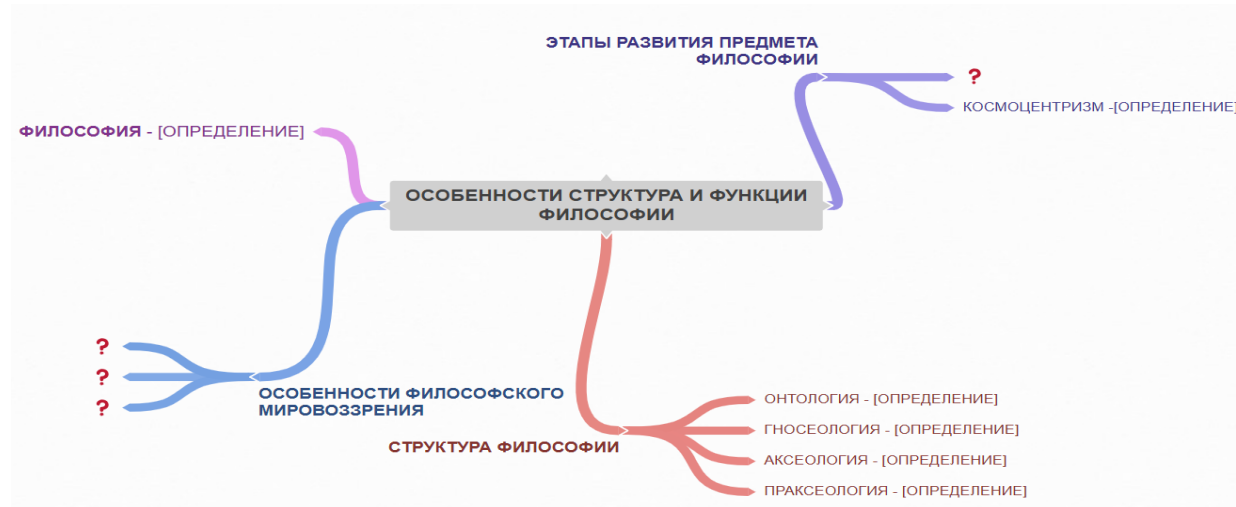 ЭТАПЫ РАЗВИТИЯ ПРЕДМЕТА
ФИЛОСОФИИ
?
КОСМОЦЕНТРИЗМ -[ОПРЕДЕЛЕНИЕ]
ФИЛОСОФИЯ - [ОПРЕДЕЛЕНИЕ]
ОСОБЕННОСТИ СТРУКТУРА И ФУНКЦИИ
ФИЛОСОФИИ
?
?
?
ОСОБЕННОСТИ ФИЛОСОФСКОГО
МИРОВОЗЗРЕНИЯ
СТРУКТУРА ФИЛОСОФИИ
ОНТОЛОГИЯ - [ОПРЕДЕЛЕНИЕ]
ГНОСЕОЛОГИЯ - [ОПРЕДЕЛЕНИЕ]
АКСЕОЛОГИЯ - [ОПРЕДЕЛЕНИЕ]
ПРАКСЕОЛОГИЯ - [ОПРЕДЕЛЕНИЕ]